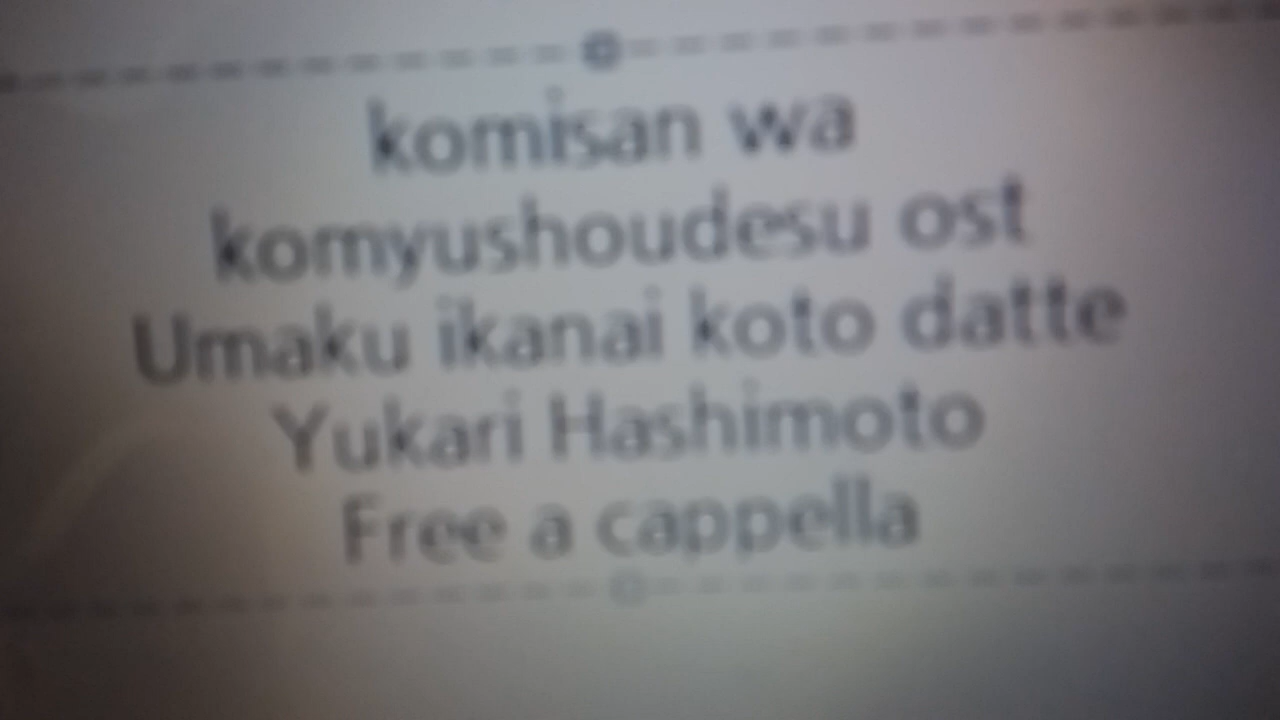 komisan wa
komyushoudesu ost
Umaku ikanai koto datte
Yukari Hashimoto
Free a cappella